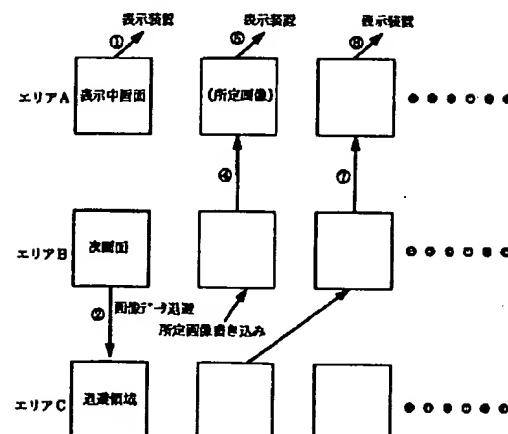 表示装置 表示装置 表示装置
① ⑤ ⑧
エリアA 表示中画面 (所定画像)
④ ⑦
エリアB 次画面
② 画像データ退避
所定画像書き込み
エリアC 退避領域